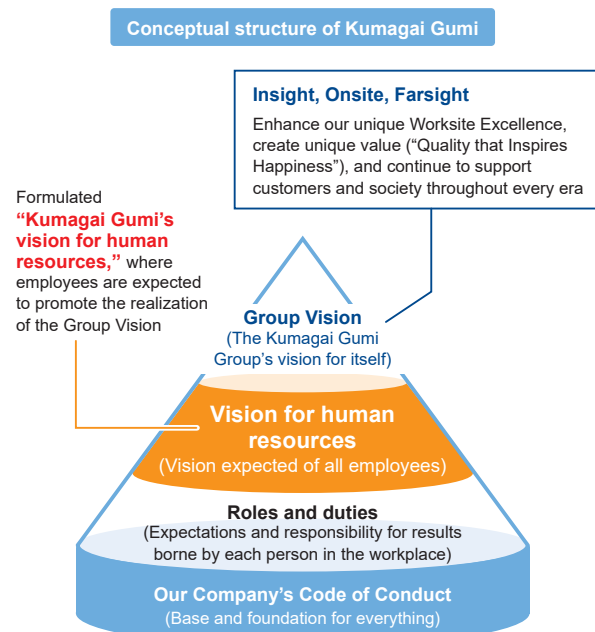 Conceptual structure of Kumagai Gumi
Insight, Onsite, Farsight
Enhance our unique Worksite Excellence,
create unique value (“Quality that Inspires
Happiness”), and continue to support
customers and society throughout every era
Formulated
“Kumagai Gumi’s
vision for human
resources,” where
employees are expected
to promote the realization
of the Group Vision
Group Vision
(The Kumagai Gumi
Group’s vision for itself)
Vision for human
resources
(Vision expected of all employees)
Roles and duties
(Expectations and responsibility for results
borne by each person in the workplace)
Our Company’s Code of Conduct
(Base and foundation for everything)